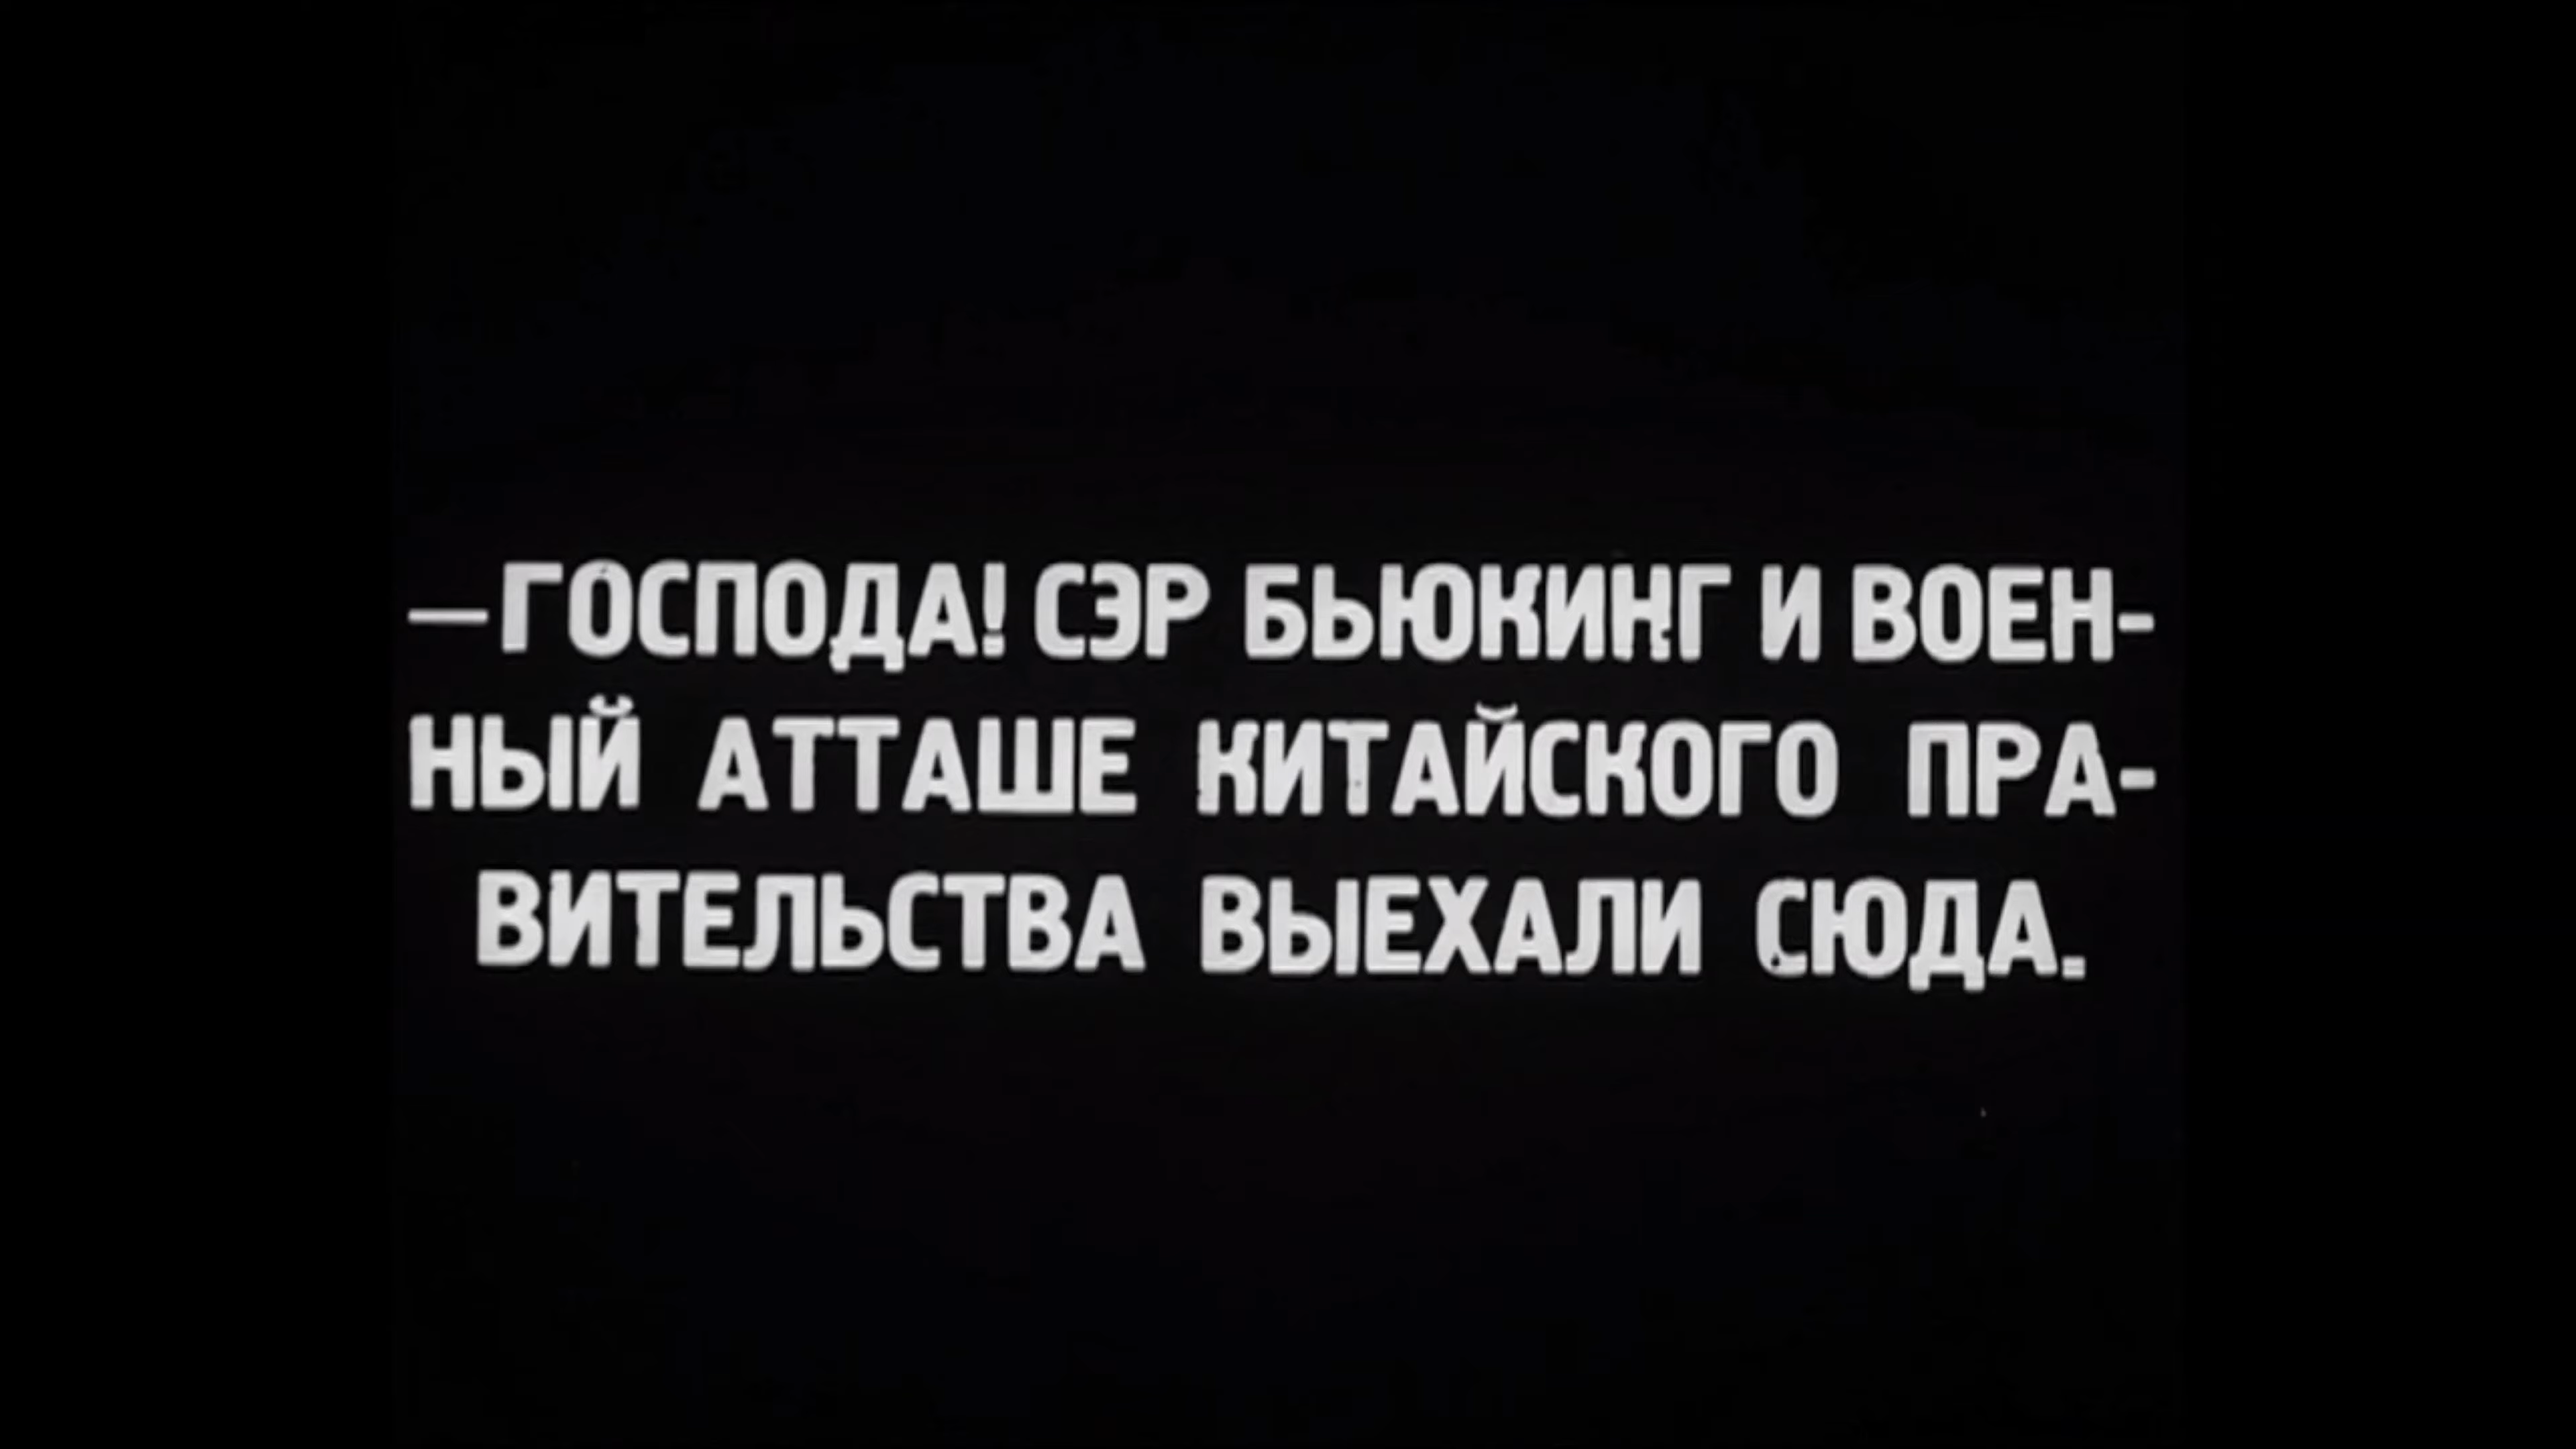 —ГОСПОДА! СЭР БЬЮКИНГ И ВОЕН-
НЫЙ АТТАШЕ КИТАЙСКОГО ПРА-
ВИТЕЛЬСТВА ВЫЕХАЛИ СЮДА.